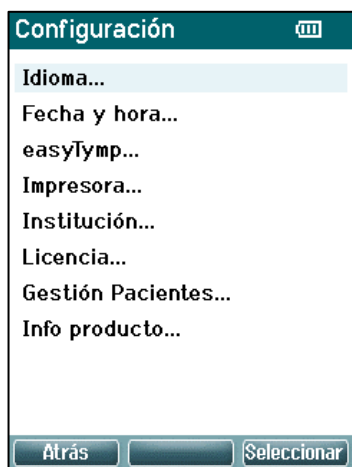 Configuración
Idioma...
Fecha y hora...
easyTymp...
Impresora...
Institución...
Licencia...
Gestión Pacientes...
Info producto...
Atrás
Seleccionar